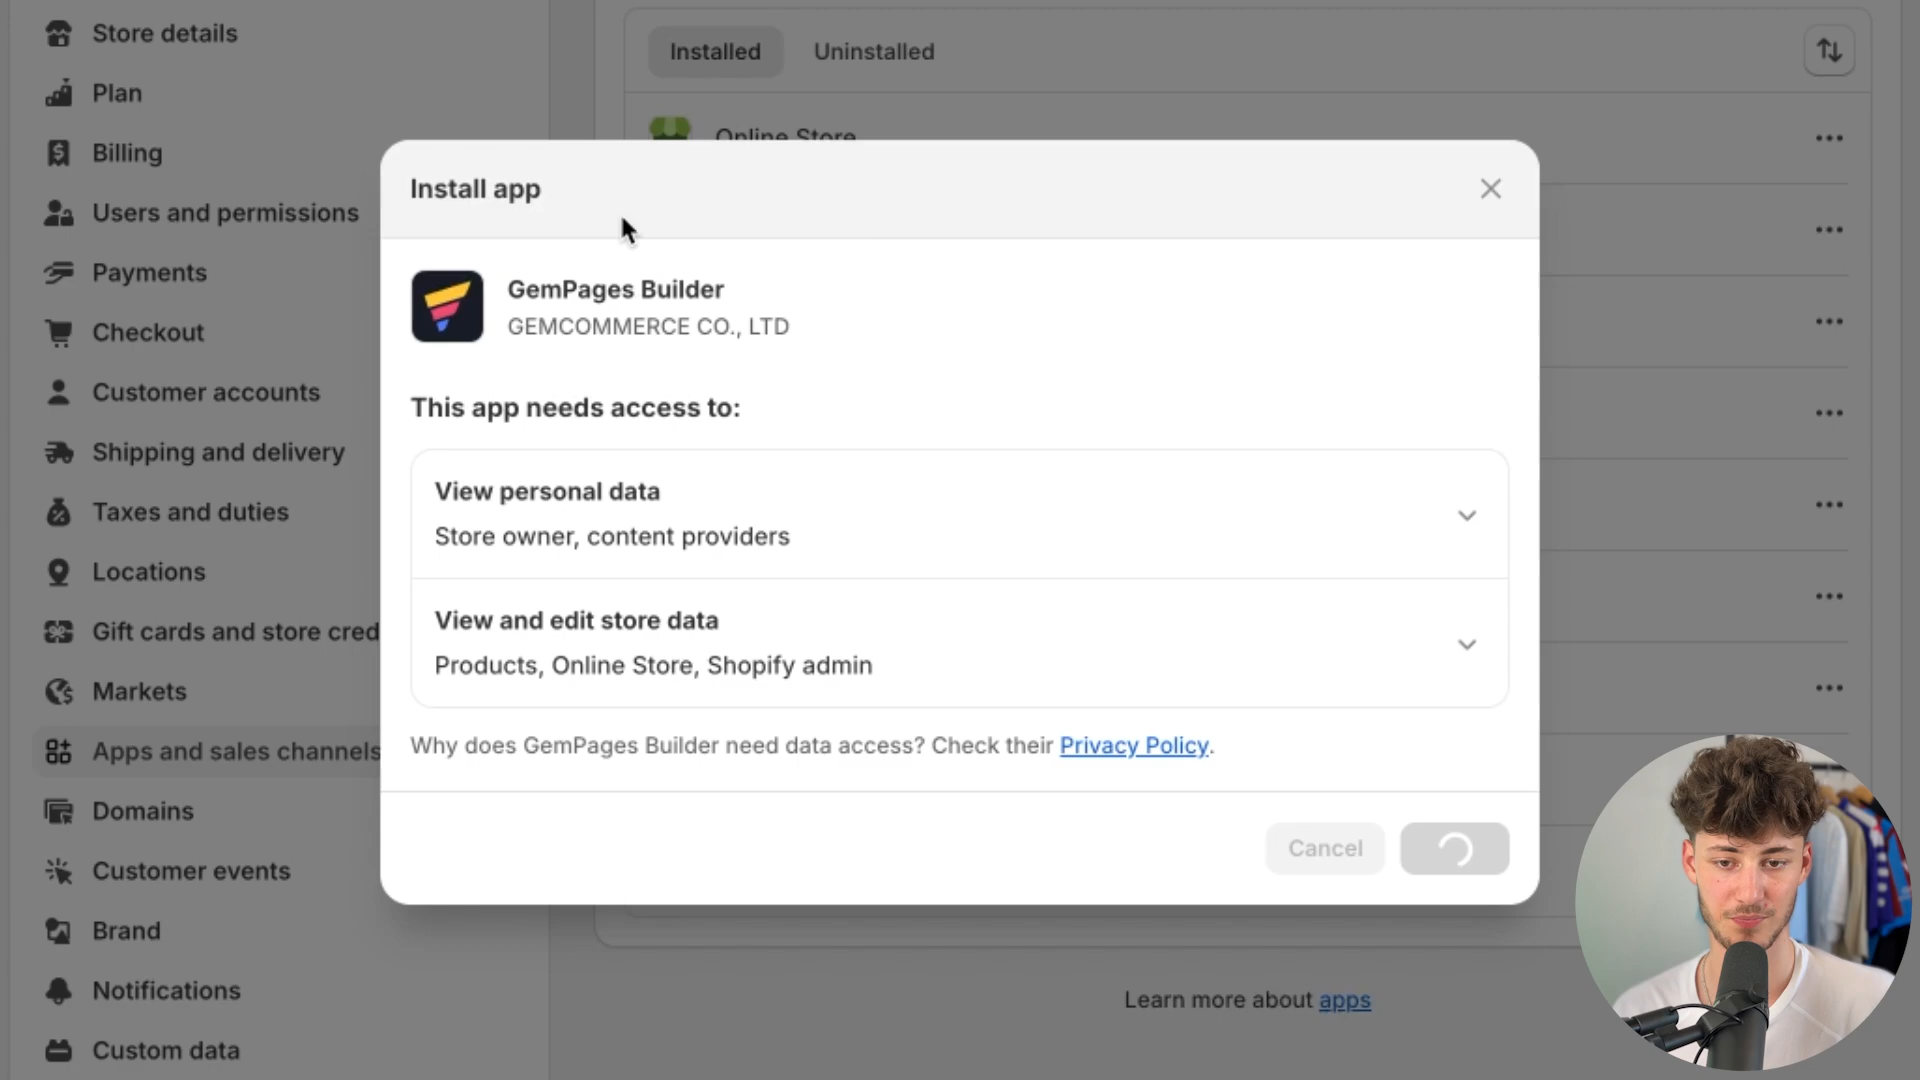 Store details
Plan
Billing
Users and permissions
Payments
Checkout
Customer accounts
Shipping and delivery
Taxes and duties
Locations
Gift cards and store cred
Markets
Apps and sales channels
Domains
Customer events
Brand
Notifications
Custom data
Installed Uninstalled
Online Store
Install app
GemPages Builder
GEMCOMMERCE CO., LTD
This app needs access to:
View personal data
Store owner, content providers
View and edit store data
Products, Online Store, Shopify admin
Why does GemPages Builder need data access? Check their Privacy Policy.
Cancel
Learn more about apps